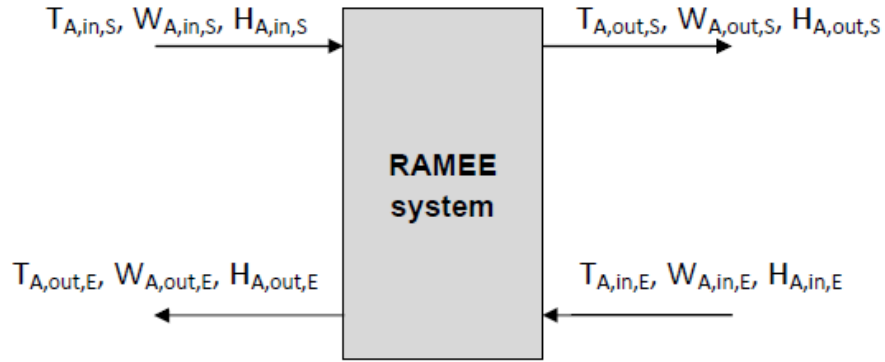 T_A,in,S, W_A,in,S, H_A,in,S
T_A,out,S, W_A,out,S, H_A,out,S
RAMEE
system
T_A,out,E, W_A,out,E, H_A,out,E
T_A,in,E, W_A,in,E, H_A,in,E